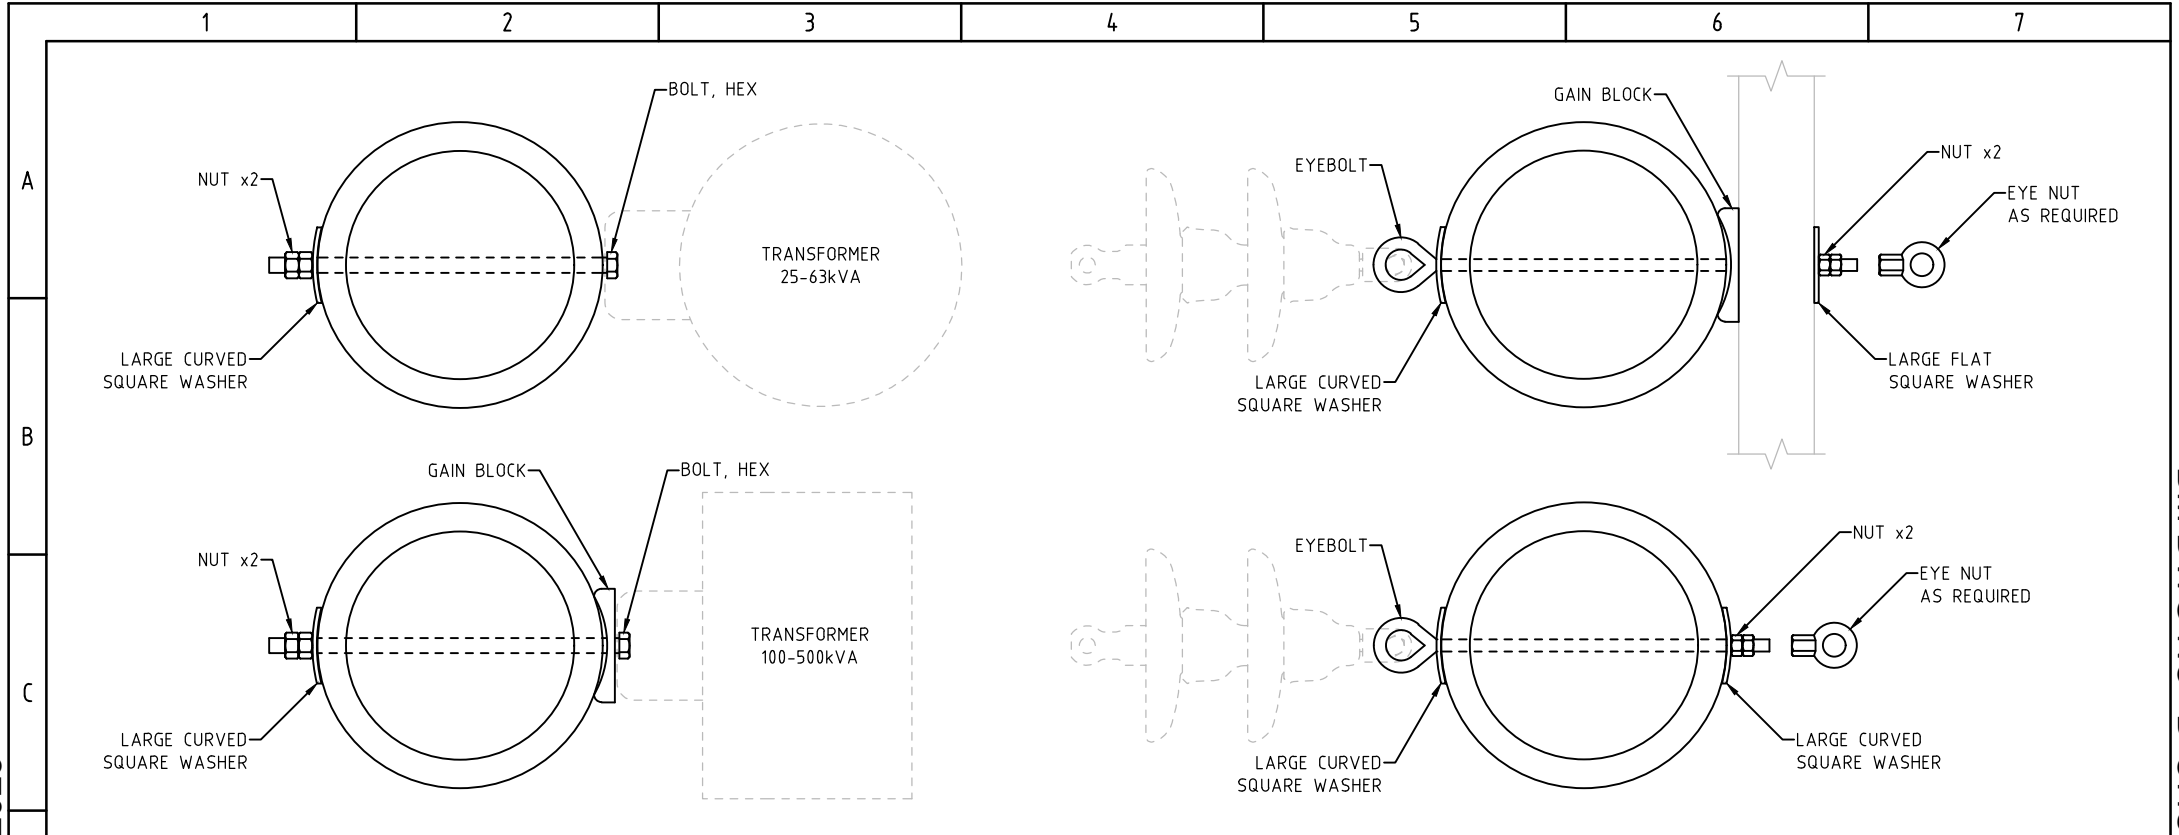 1 2 3 4 5 6 7
A
B
C
BOLT, HEX
NUT x2
TRANSFORMER
25-63kVA
LARGE CURVED
SQUARE WASHER
GAIN BLOCK
EYEBOLT
NUT x2
EYE NUT
AS REQUIRED
LARGE CURVED
SQUARE WASHER
LARGE FLAT
SQUARE WASHER
GAIN BLOCK
BOLT, HEX
NUT x2
TRANSFORMER
100-500kVA
LARGE CURVED
SQUARE WASHER
EYEBOLT
NUT x2
EYE NUT
AS REQUIRED
LARGE CURVED
SQUARE WASHER
LARGE CURVED
SQUARE WASHER